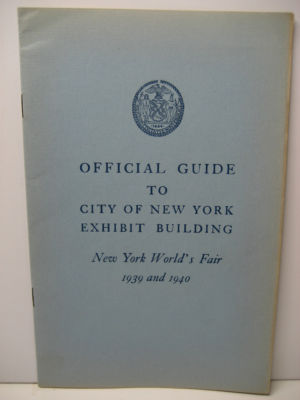 OFFICIAL GUIDE
TO
CITY OF NEW YORK
EXHIBIT BUILDING
New York World's Fair
1939 and 1940